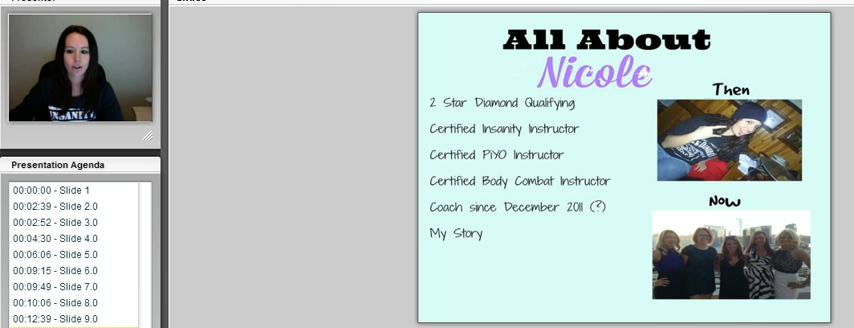 Presenter
INSANITY
Presentation Agenda
00:00:00 - Slide 1
00:02:39 - Slide 2.0
00:02:52 - Slide 3.0
00:04:30 - Slide 4.0
00:06:06 - Slide 5.0
00:09:15 - Slide 6.0
00:09:49 - Slide 7.0
00:10:06 - Slide 8.0
00:12:39 - Slide 9.0
All About
Nicole
2 Star Diamond Qualifying
Certified Insanity Instructor
Certified PiYO Instructor
Certified Body Combat Instructor
Coach since December 2011 (?)
My Story
Then
Now